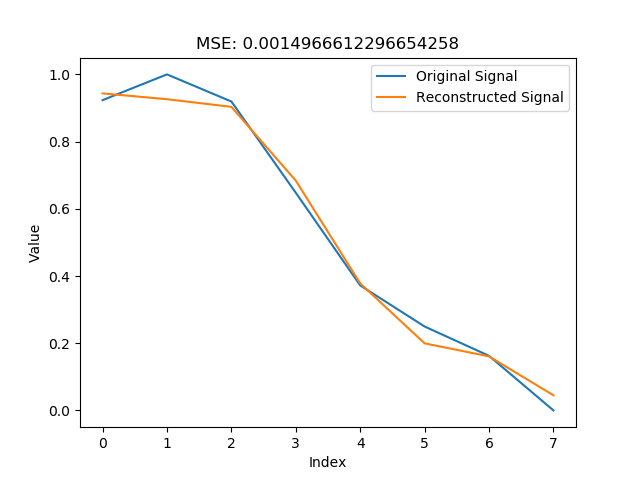 MSE: 0.0014966612296654258
Original Signal
Reconstructed Signal
1.0
0.8
0.6
0.4
0.2
0.0
Value
0 1 2 3 4 5 6 7
Index